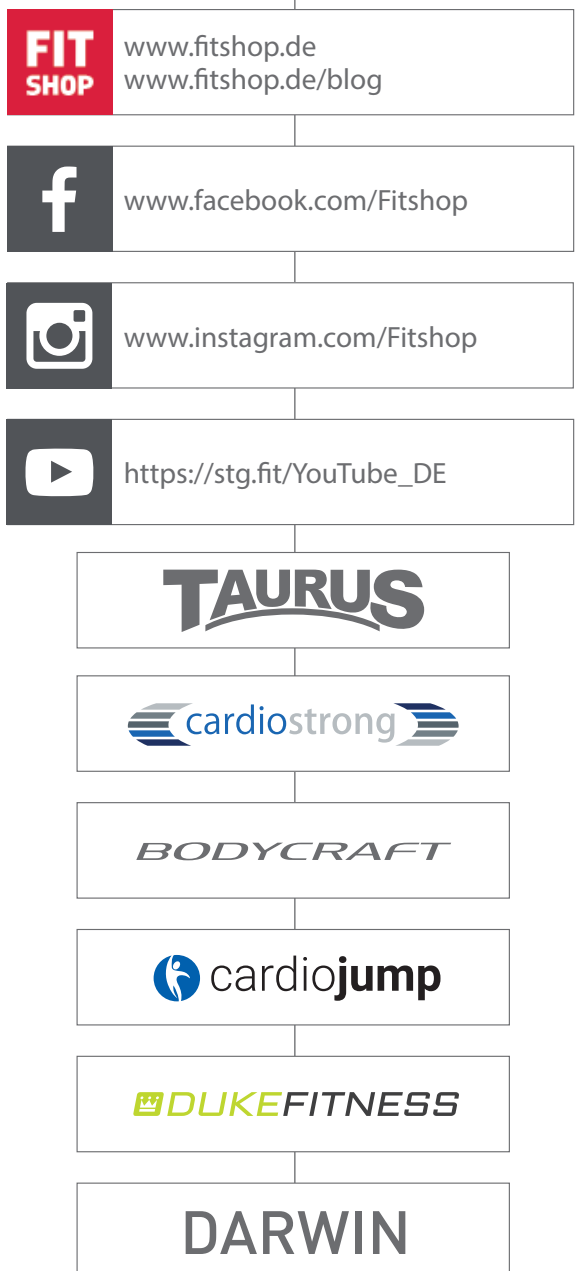 FIT
SHOP
www.fitshop.de
www.fitshop.de/blog
f
www.facebook.com/Fitshop
www.instagram.com/Fitshop
https://stg.fit/YouTube_DE
TAURUS
cardiostrong
BODYCRAFT
cardiojump
DUKEFITNESS
DARWIN